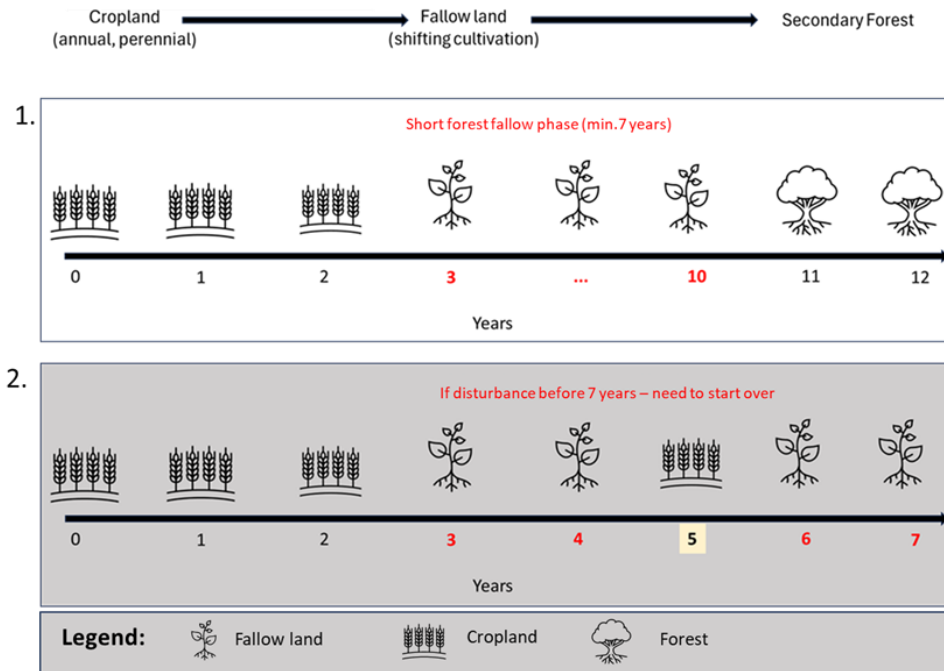 Cropland
(annual, perennial)
Fallow land
(shifting cultivation)
Secondary Forest
1.
Short forest fallow phase (min.7 years)
0 1 2 3 ... 10 11 12
Years
2.
If disturbance before 7 years – need to start over
0 1 2 3 4 5 6 7
Years
Legend: Fallow land Cropland Forest